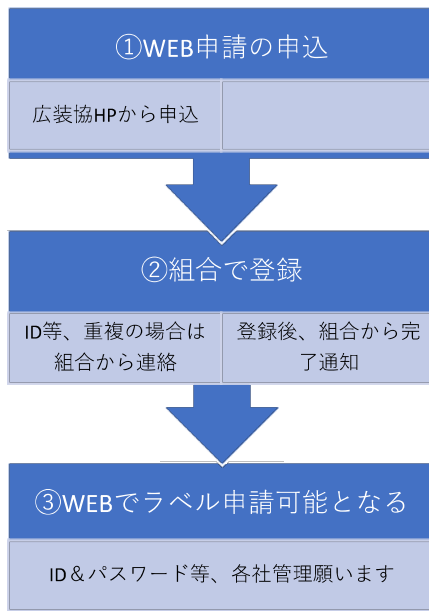 ①WEB申請の申込
広装協HPから申込
②組合で登録
ID等、重複の場合は
組合から連絡
登録後、組合から完
了通知
③WEBでラベル申請可能となる
ID＆パスワード等、各社管理願います